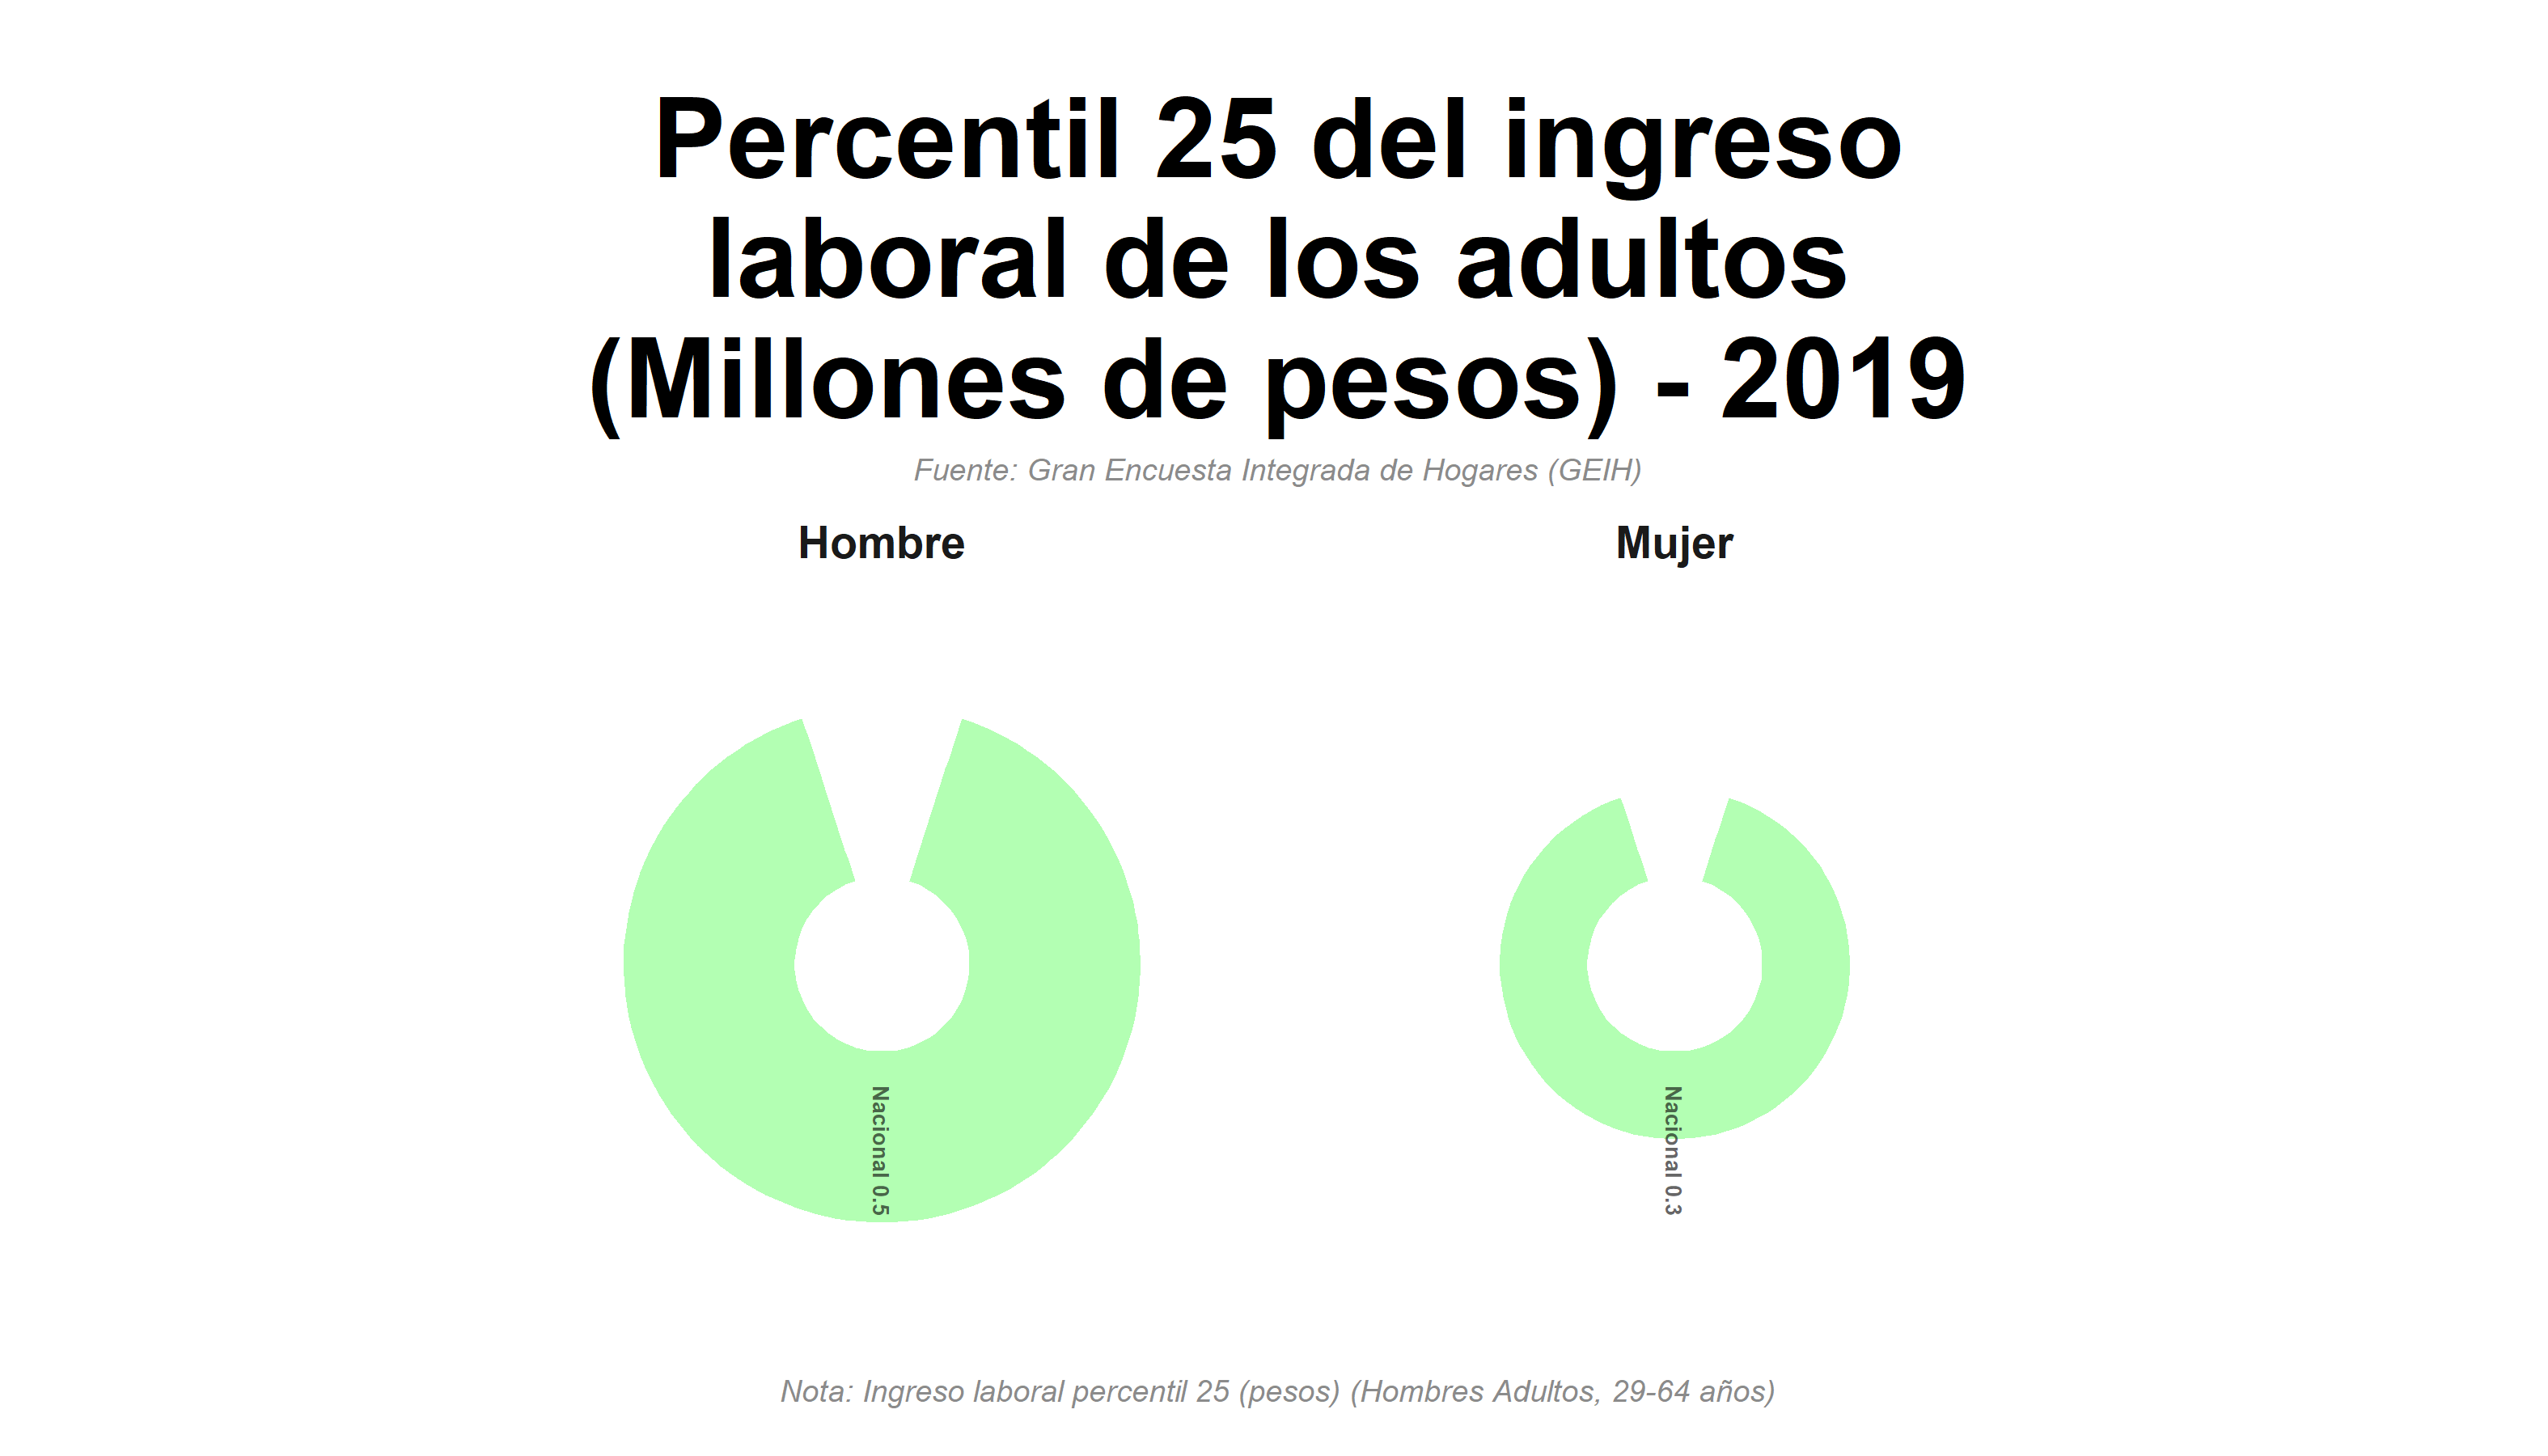 Percentil 25 del ingreso
laboral de los adultos
(Millones de pesos) - 2019
Fuente: Gran Encuesta Integrada de Hogares (GEIH)
Hombre
Mujer
Nacional 0.5
Nacional 0.3
Nota: Ingreso laboral percentil 25 (pesos) (Hombres Adultos, 29-64 años)